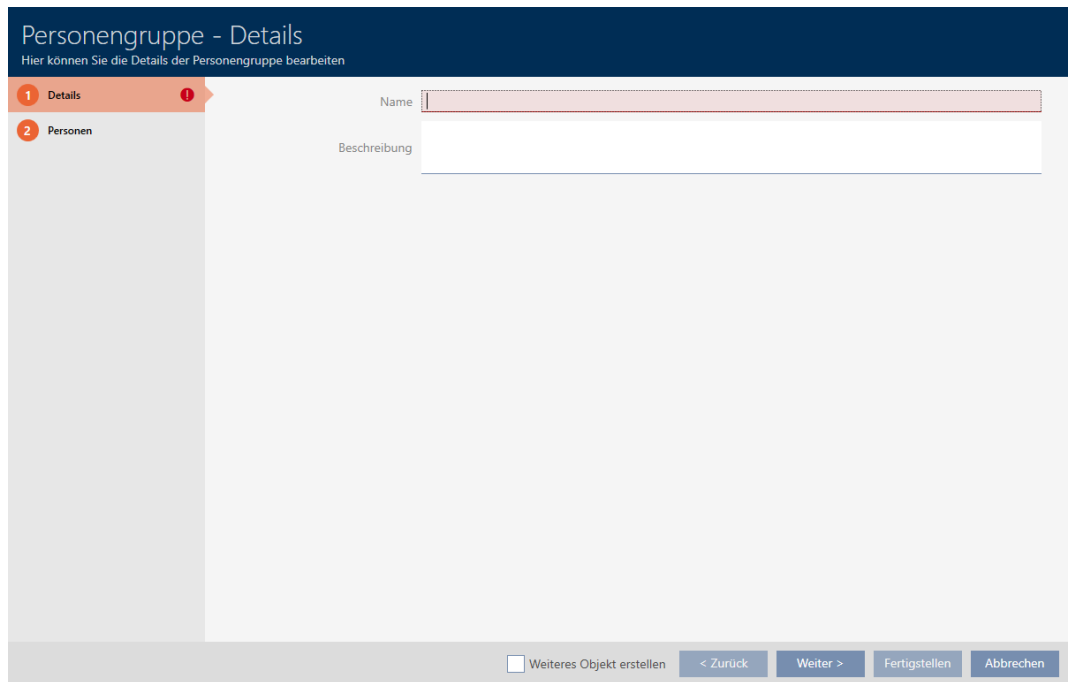 Personengruppe - Details
Hier können Sie die Details der Personengruppe bearbeiten
1 Details !
2 Personen
Name
Beschreibung
Weiteres Objekt erstellen
< Zurück
Weiter >
Fertigstellen
Abbrechen